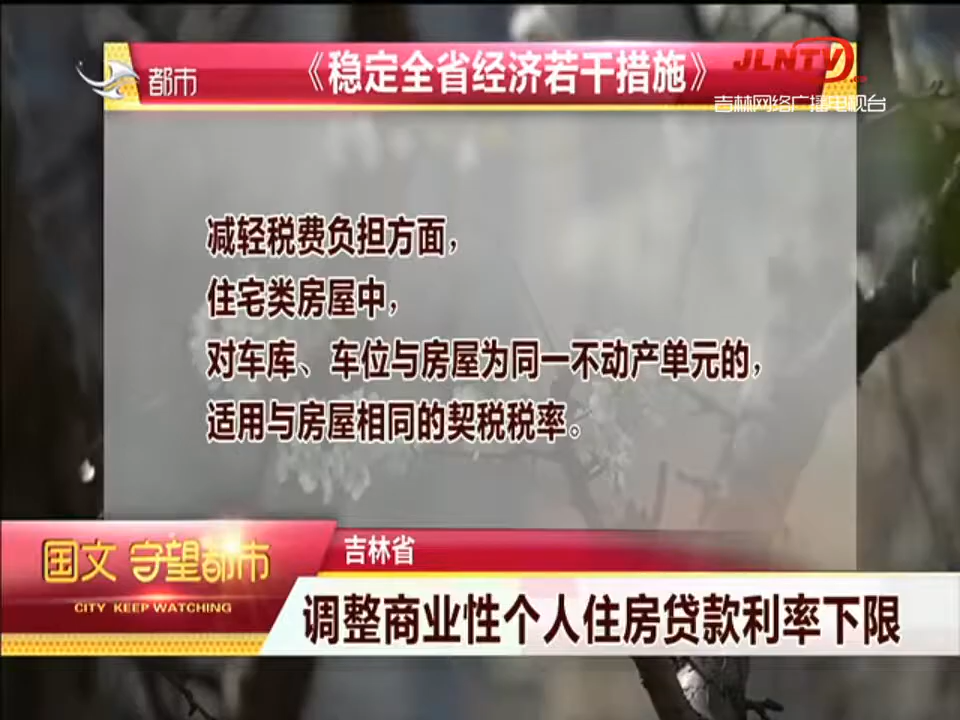 都市
《稳定全省经济若干措施》
JLNTV
吉林网络广播电视台
减轻税费负担方面，
住宅类房屋中，
对车库、车位与房屋为同一不动产单元的，
适用与房屋相同的契税税率。
国文 守望都市
CITY KEEP WATCHING
吉林省
调整商业性个人住房贷款利率下限